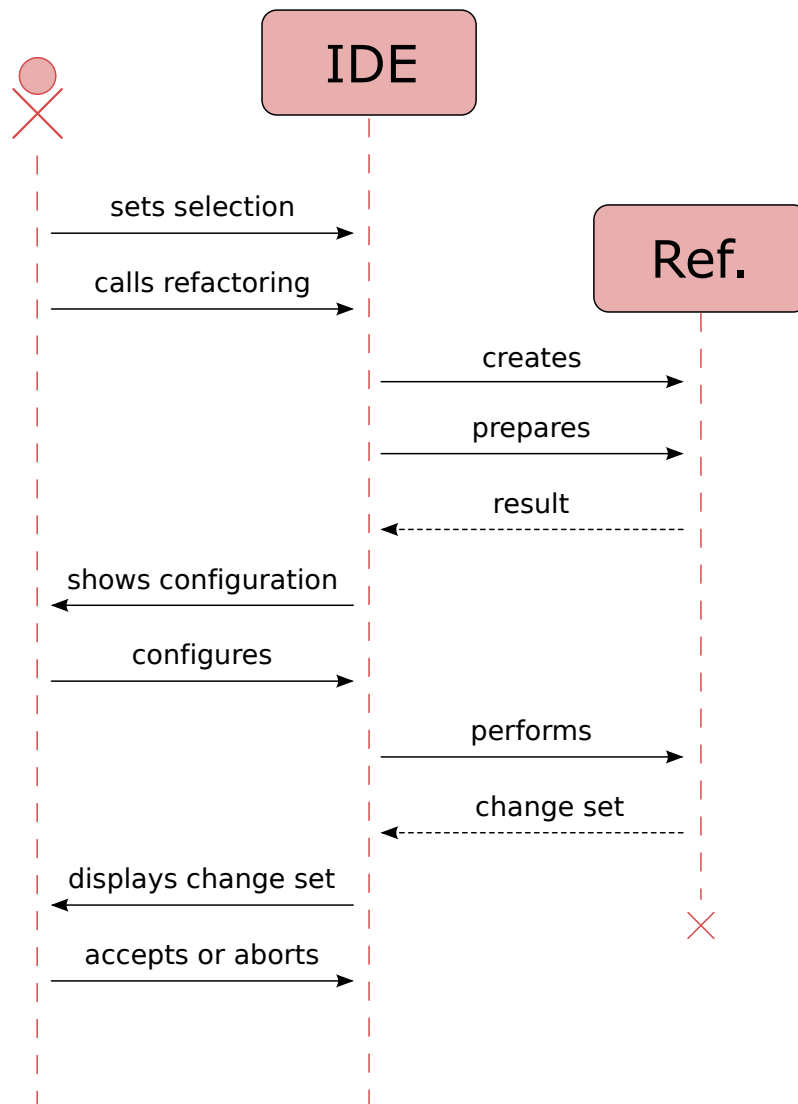 IDE
sets selection
Ref.
calls refactoring
creates
prepares
result
shows configuration
configures
performs
change set
displays change set
accepts or aborts